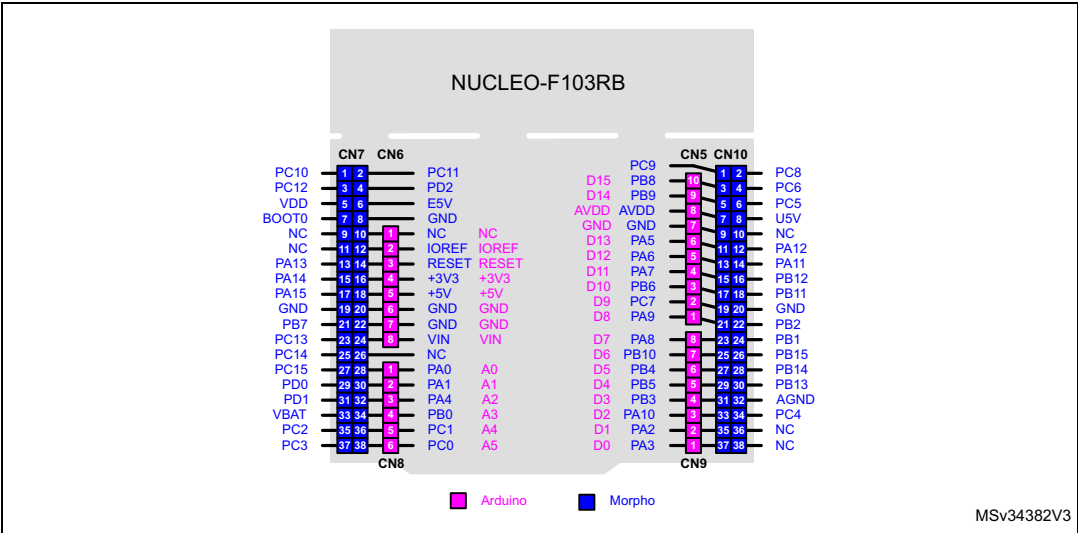 NUCLEO-F103RB
CN7 CN6 CN5 CN10
PC9
PC10 1 2 PC11 1 2 PC8
PC12 3 4 PD2 D15 PB8 10 3 4 PC6
VDD 5 6 E5V D14 PB9 9 5 6 PC5
BOOT0 7 8 GND AVDD AVDD 8 7 8 U5V
NC 9 10 1 NC NC GND GND 7 9 10 NC
NC 11 12 2 IOREF IOREF D13 PA5 6 11 12 PA12
PA13 13 14 3 RESET RESET D12 PA6 5 13 14 PA11
PA14 15 16 4 +3V3 +3V3 D11 PA7 4 15 16 PB12
PA15 17 18 5 +5V +5V D10 PB6 3 17 18 PB11
GND 19 20 6 GND GND D9 PC7 2 19 20 GND
PB7 21 22 7 GND GND D8 PA9 1 21 22 PB2
PC13 23 24 8 VIN VIN D7 PA8 8 23 24 PB1
PC14 25 26 NC D6 PB10 7 25 26 PB15
PC15 27 28 1 PA0 A0 D5 PB4 6 27 28 PB14
PD0 29 30 2 PA1 A1 D4 PB5 5 29 30 PB13
PD1 31 32 3 PA4 A2 D3 PB3 4 31 32 AGND
VBAT 33 34 4 PB0 A3 D2 PA10 3 33 34 PC4
PC2 35 36 5 PC1 A4 D1 PA2 2 35 36 NC
PC3 37 38 6 PC0 A5 D0 PA3 1 37 38 NC
CN8 CN9
Arduino Morpho
MSv34382V3